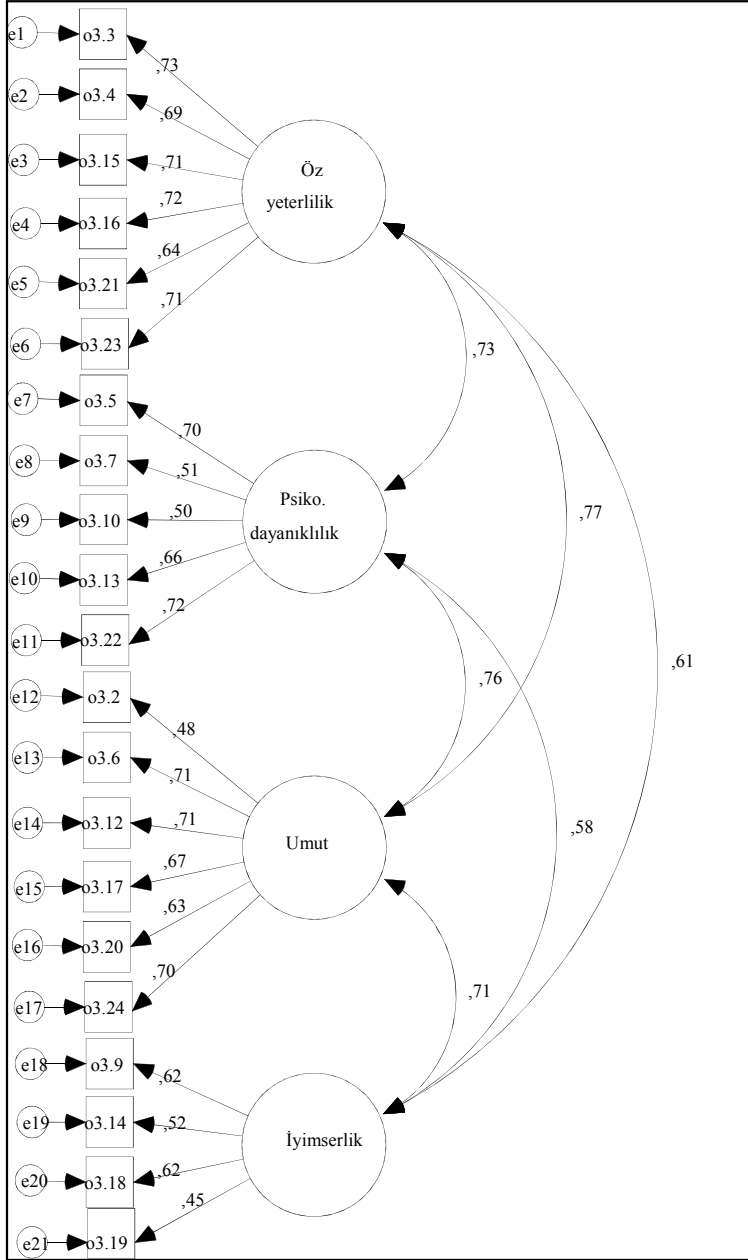 e1 o3.3 ,73
e2 o3.4 ,69
e3 o3.15 ,71
e4 o3.16 ,72
e5 o3.21 ,64
e6 o3.23 ,71
Öz
yeterlilik
e7 o3.5 ,70
e8 o3.7 ,51
e9 o3.10 ,50
e10 o3.13 ,66
e11 o3.22 ,72
Psiko.
dayanıklılık
e12 o3.2 ,48
e13 o3.6 ,71
e14 o3.12 ,71
e15 o3.17 ,67
e16 o3.20 ,63
e17 o3.24 ,70
Umut
e18 o3.9 ,62
e19 o3.14 ,52
e20 o3.18 ,62
e21 o3.19 ,45
İyimserlik
,73
,77
,61
,76
,58
,71